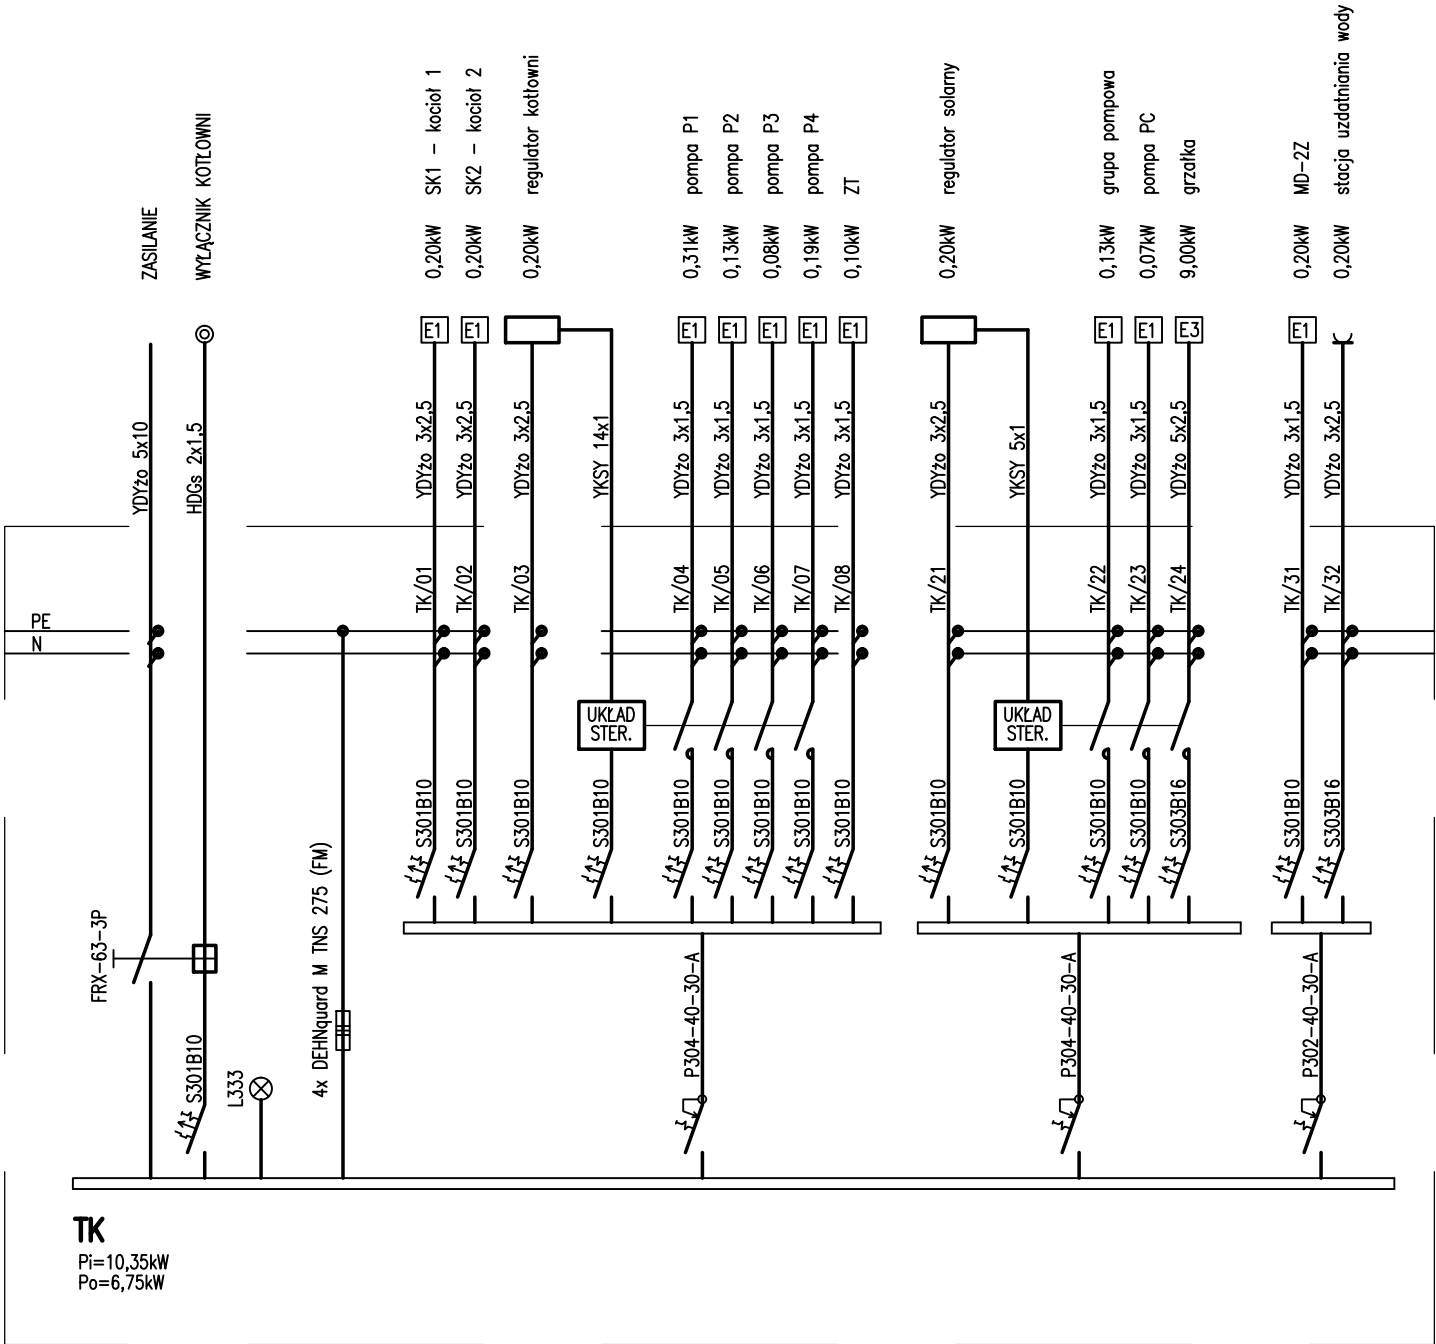 ZASILANIE
WYŁĄCZNIK KOTŁOWNI
0,20kW SK1 - kocioł 1
0,20kW SK2 - kocioł 2
0,20kW regulator kotłowni
0,31kW pompa P1
0,13kW pompa P2
0,08kW pompa P3
0,19kW pompa P4
0,10kW ZT
0,20kW regulator solarny
0,13kW grupa pompowa
0,07kW pompa PC
9,00kW grzałka
0,20kW MD-2Z
0,20kW stacja uzdatniania wody
E1
E1
E1
E1
E1
E1
E1
E1
E1
E3
E1
YDYżo 5x10
HDGs 2x1,5
YDYżo 3x2,5
YDYżo 3x2,5
YDYżo 3x2,5
YKSY 14x1
YDYżo 3x1,5
YDYżo 3x1,5
YDYżo 3x1,5
YDYżo 3x1,5
YDYżo 3x1,5
YDYżo 3x2,5
YKSY 5x1
YDYżo 3x1,5
YDYżo 3x1,5
YDYżo 5x2,5
YDYżo 3x1,5
YDYżo 3x2,5
TK/01
TK/02
TK/03
TK/04
TK/05
TK/06
TK/07
TK/08
TK/21
TK/22
TK/23
TK/24
TK/31
TK/32
PE
N
UKŁAD
STER.
UKŁAD
STER.
S301B10
S301B10
S301B10
S301B10
S301B10
S301B10
S301B10
S301B10
S301B10
S301B10
S301B10
S301B10
S301B10
S303B16
S301B10
S303B16
FRX-63-3P
S301B10
L333
4x DEHNquard M TNS 275 (FM)
P304-40-30-A
P304-40-30-A
P302-40-30-A
TK
Pi=10,35kW
Po=6,75kW